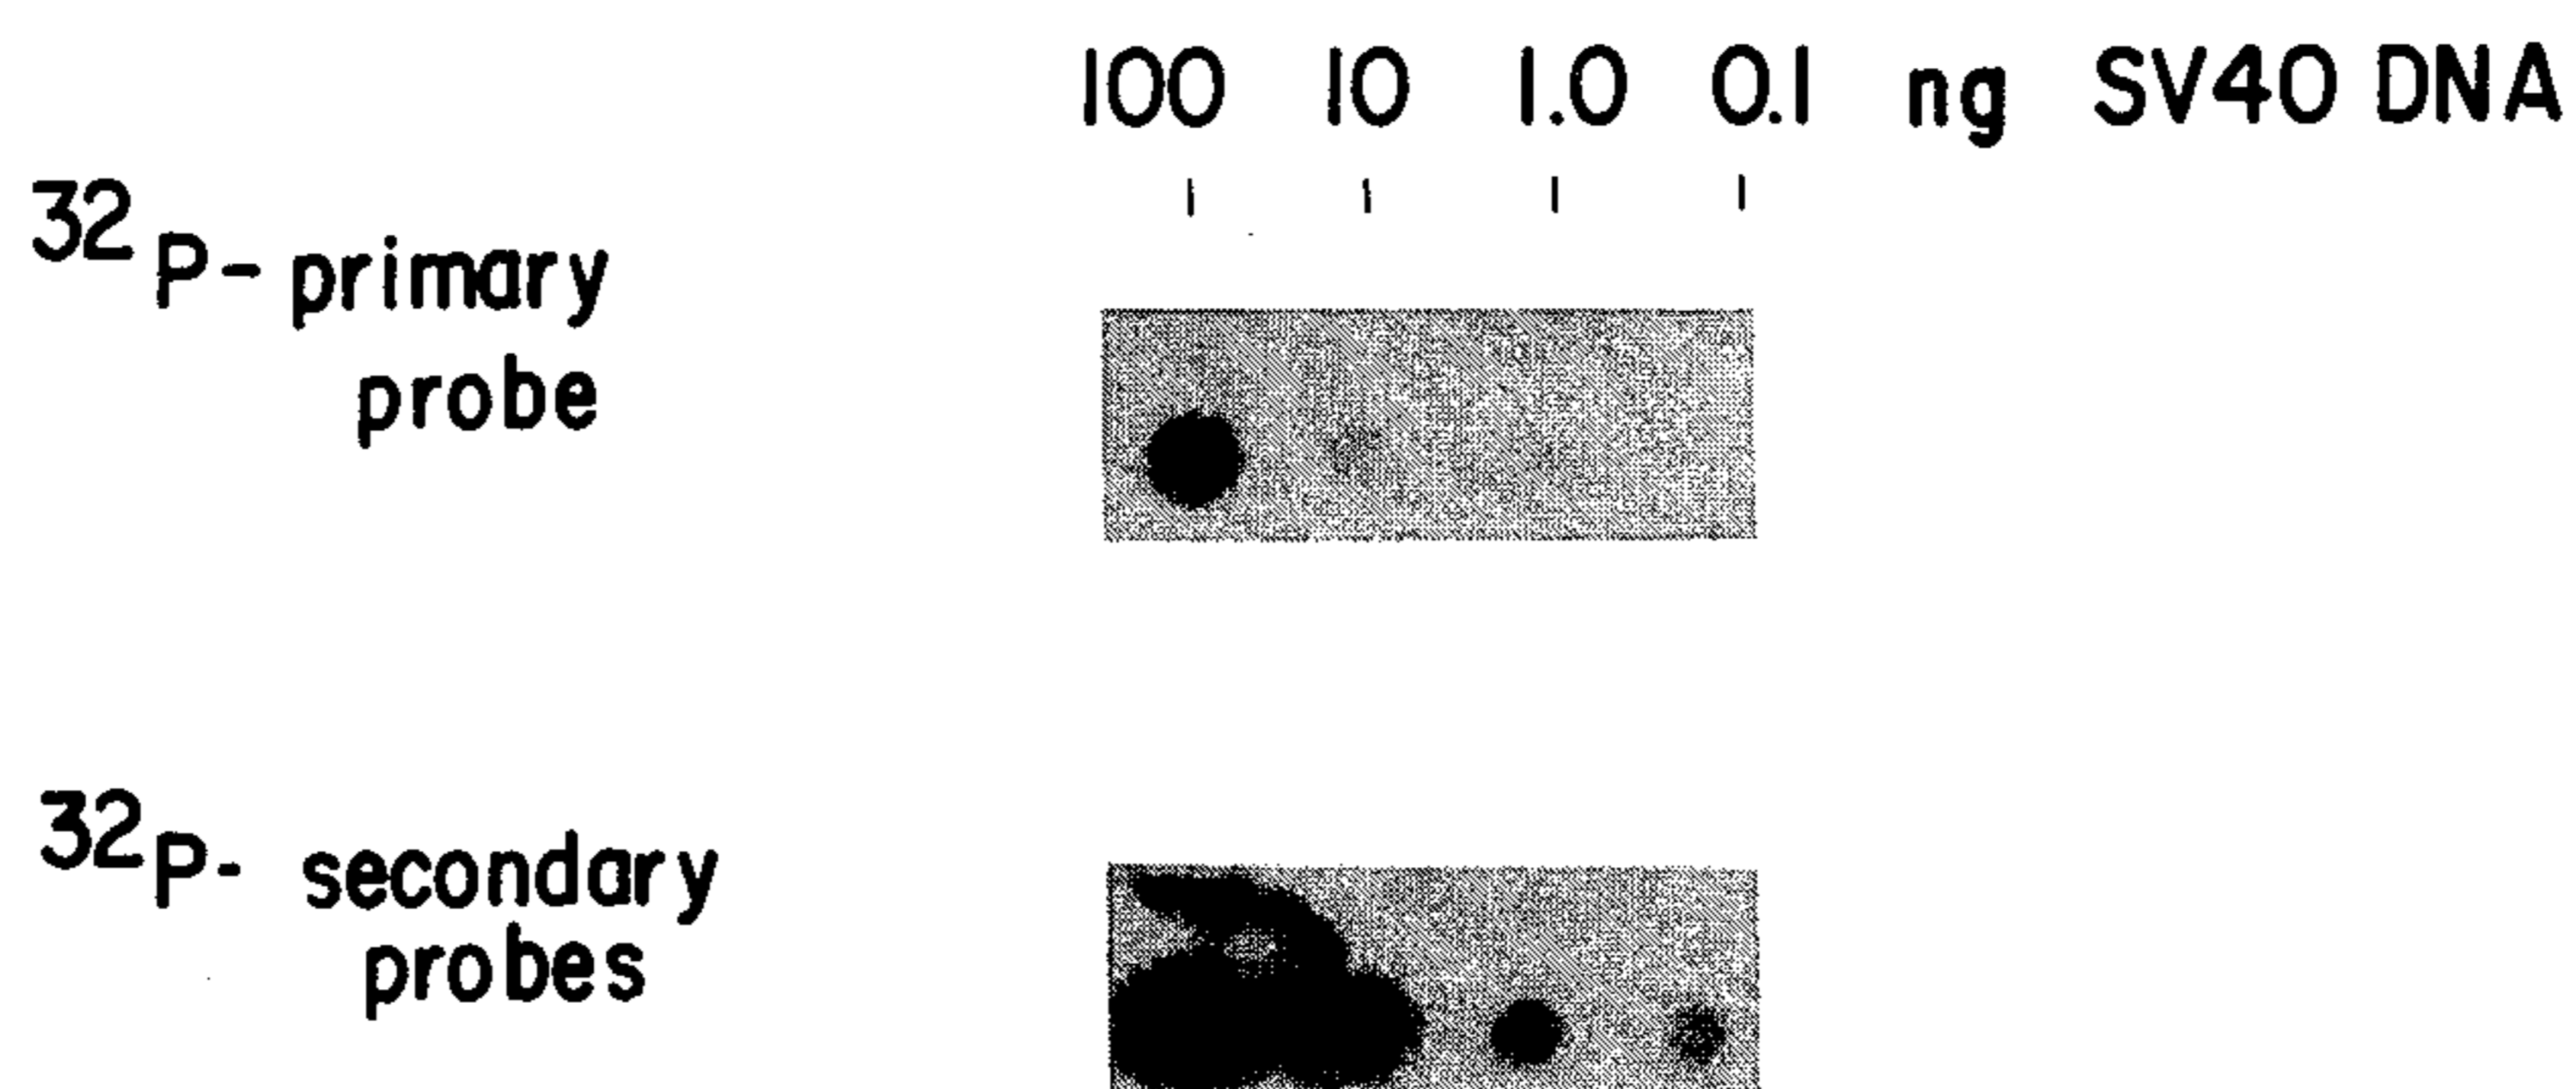 100 10 1.0 0.1 ng SV40 DNA
32P- primary
probe
32P- secondary
probes